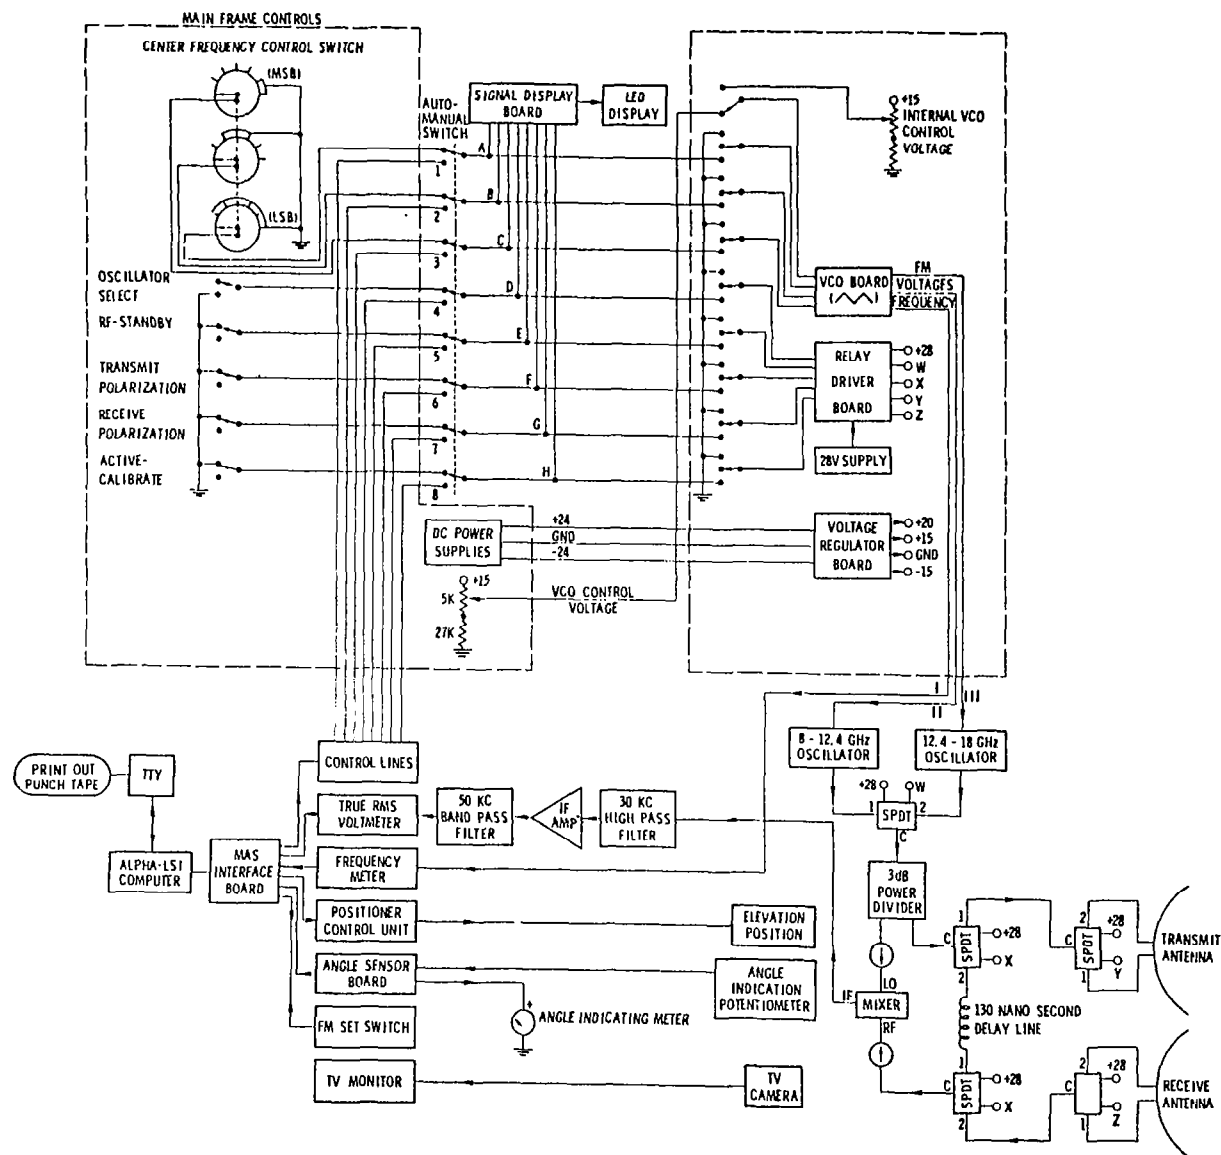 MAIN FRAME CONTROLS
CENTER FREQUENCY CONTROL SWITCH
(MSB)
(LSB)
AUTO-
MANUAL
SWITCH
SIGNAL DISPLAY
BOARD
LED
DISPLAY
+15
INTERNAL VCO
CONTROL
VOLTAGE
A
1
B
2
C
3
D
4
E
5
F
6
G
7
H
8
OSCILLATOR
SELECT
RF-STANDBY
TRANSMIT
POLARIZATION
RECEIVE
POLARIZATION
ACTIVE-
CALIBRATE
VCO BOARD
FM
VOLTAGES
FREQUENCY
RELAY
DRIVER
BOARD
+28
W
X
Y
Z
28V SUPPLY
DC POWER
SUPPLIES
+24
GND
-24
VOLTAGE
REGULATOR
BOARD
+20
+15
GND
-15
+15
5K
27K
VCO CONTROL
VOLTAGE
I
II
III
8 - 12.4 GHz
OSCILLATOR
12.4 - 18 GHz
OSCILLATOR
+28
W
1
SPDT
2
C
3dB
POWER
DIVIDER
PRINT OUT
PUNCH TAPE
TTY
ALPHA-LSI
COMPUTER
MAS
INTERFACE
BOARD
CONTROL LINES
TRUE RMS
VOLTMETER
50 KC
BAND PASS
FILTER
IF
AMP
30 KC
HIGH PASS
FILTER
FREQUENCY
METER
POSITIONER
CONTROL UNIT
ELEVATION
POSITION
ANGLE SENSOR
BOARD
ANGLE
INDICATION
POTENTIOMETER
+
ANGLE INDICATING METER
FM SET SWITCH
TV MONITOR
TV
CAMERA
LO
IF
MIXER
RF
1
C
SPDT
+28
X
2
2
C
SPDT
+28
Y
1
TRANSMIT
ANTENNA
130 NANO SECOND
DELAY LINE
1
C
SPDT
+28
X
2
2
C
+28
Z
1
RECEIVE
ANTENNA